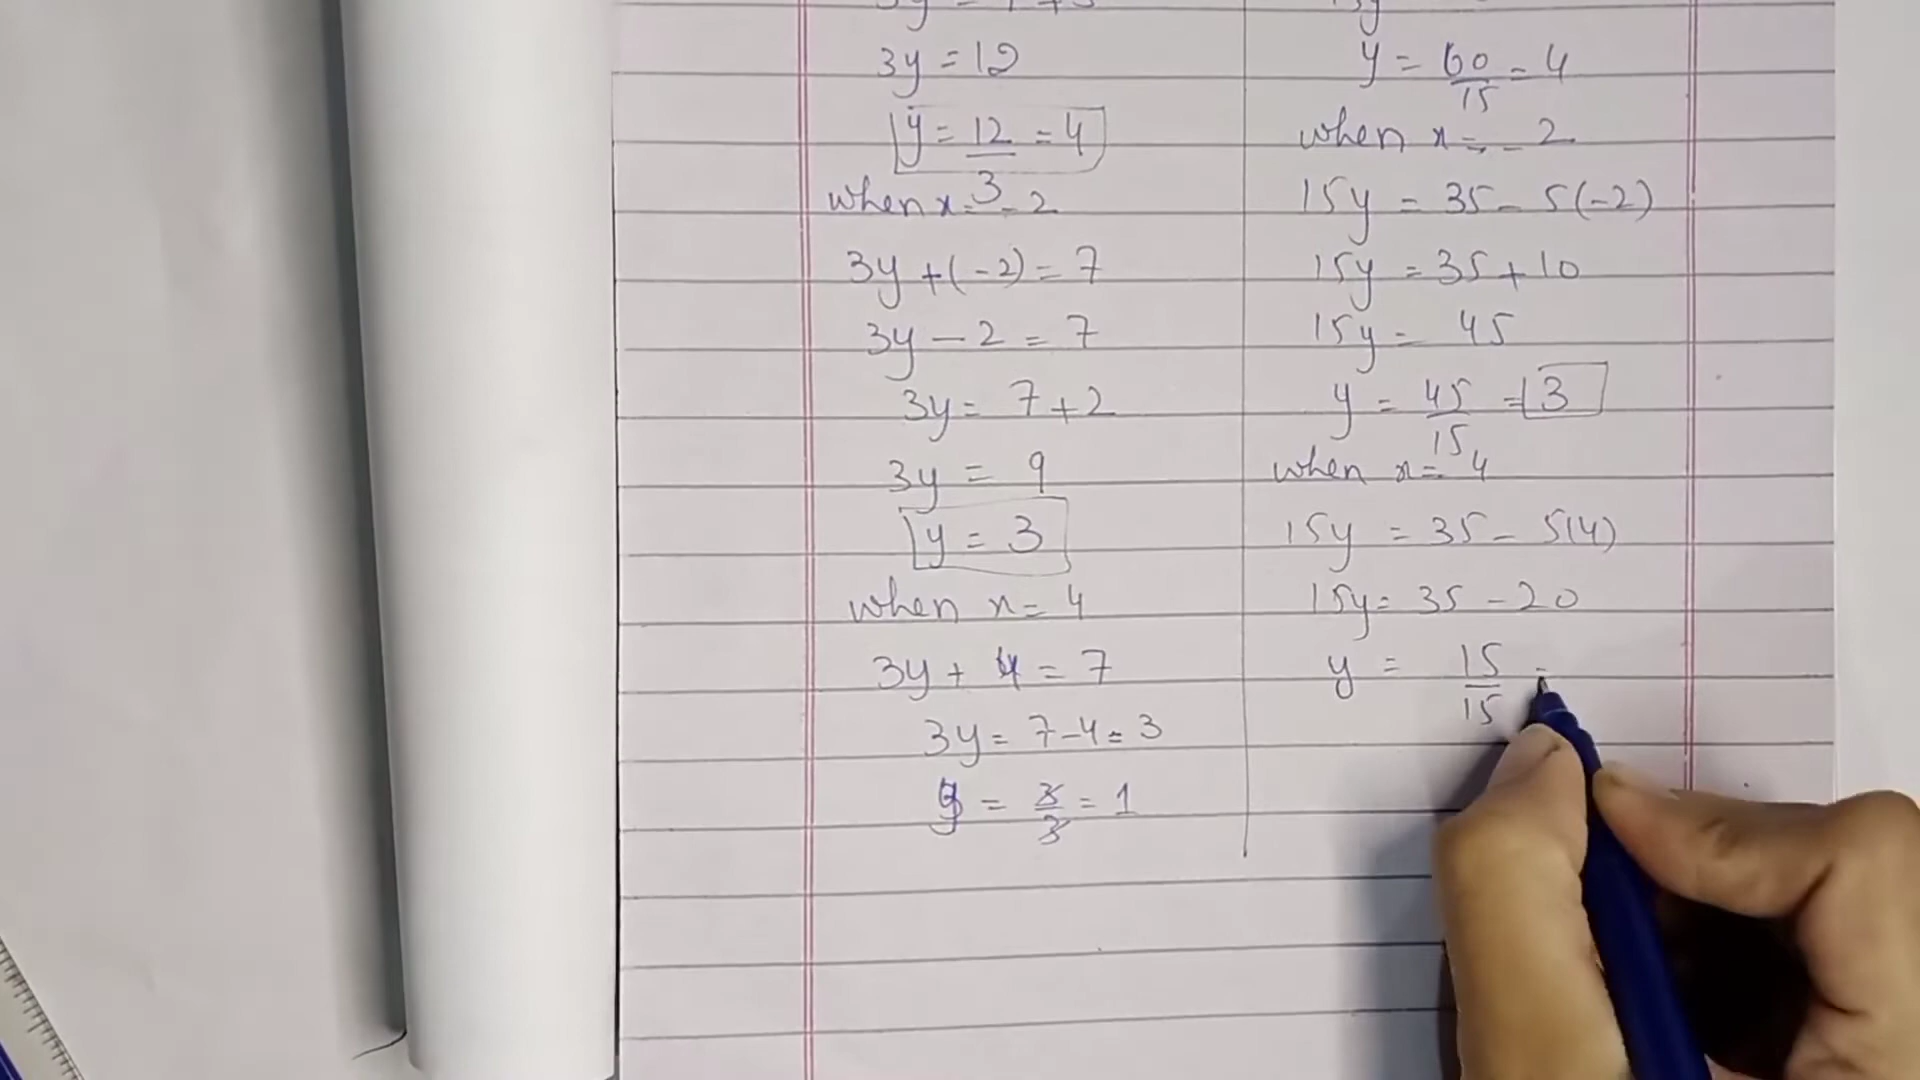 3y = 12
y = 12/3 = 4
when x = -2
3y + (-2) = 7
3y - 2 = 7
3y = 7 + 2
3y = 9
y = 3
when x = 4
3y + 4 = 7
3y = 7 - 4 = 3
y = 3/3 = 1
y = 60/15 = 4
when x = -2
15y = 35 - 5(-2)
15y = 35 + 10
15y = 45
y = 45/15 = 3
when x = 4
15y = 35 - 5(4)
15y = 35 - 20
y = 15/15 =